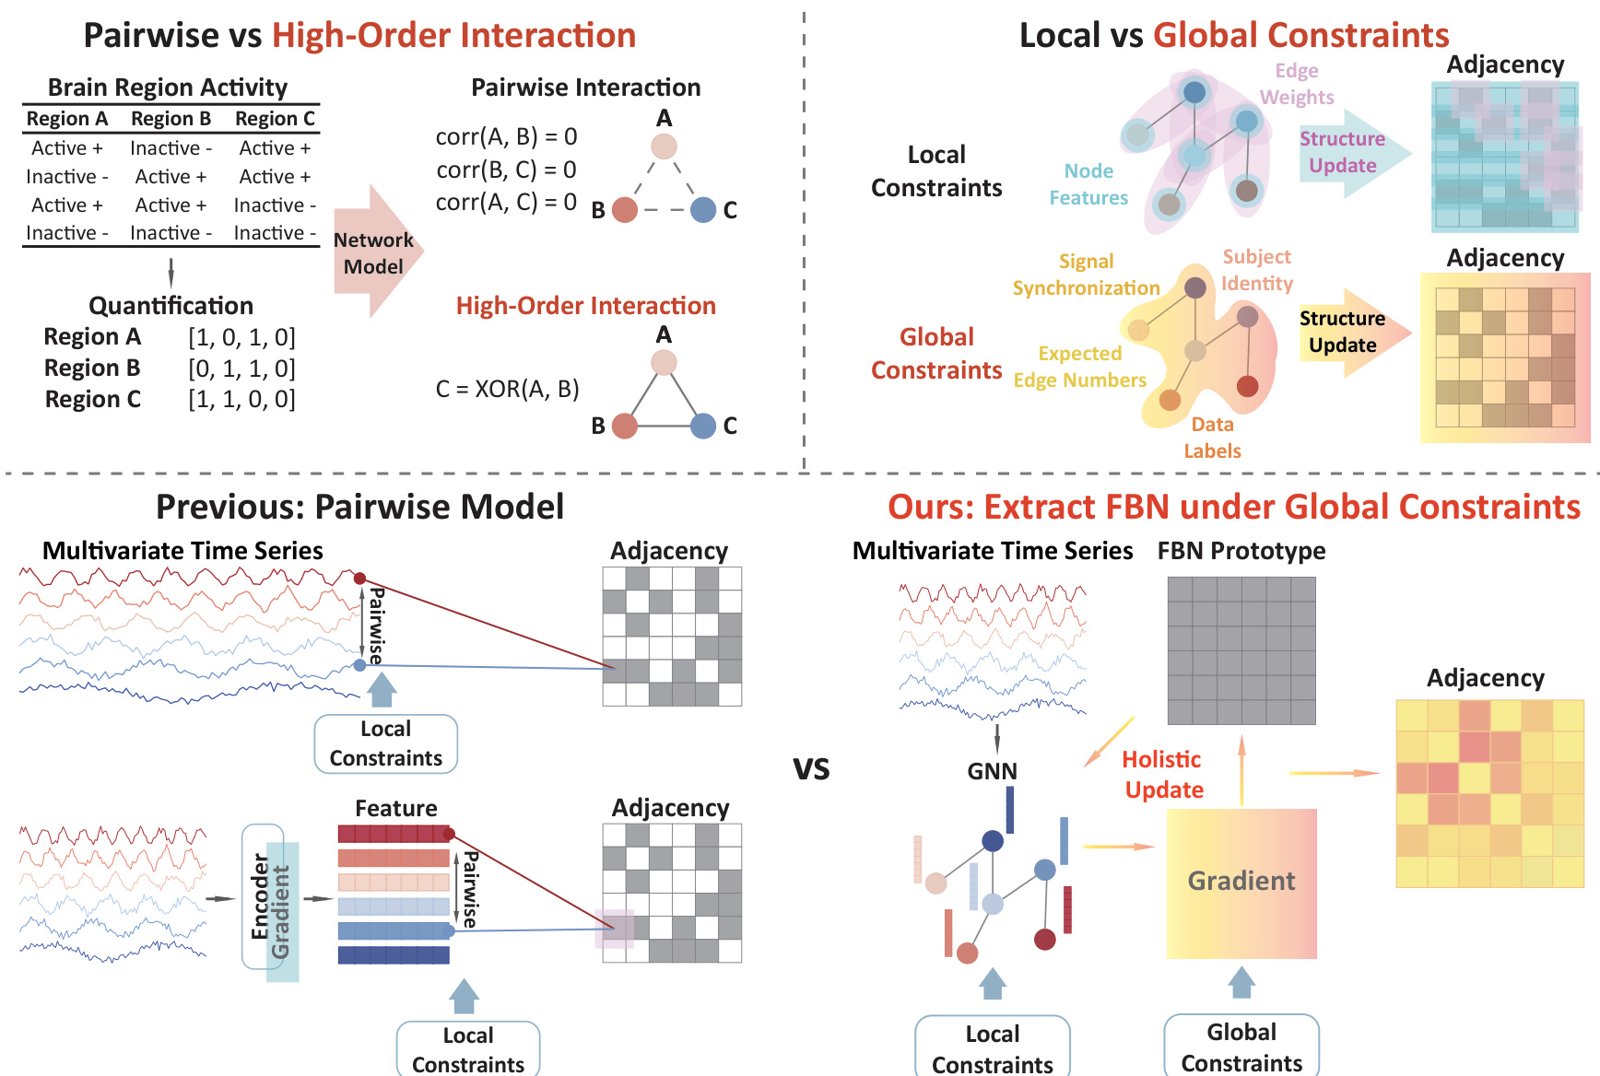 Pairwise vs High-Order Interaction
Brain Region Activity
Region A Region B Region C
Active + Inactive - Active +
Inactive - Active + Active +
Active + Active + Inactive -
Inactive - Inactive - Inactive -
Quantification
Region A [1, 0, 1, 0]
Region B [0, 1, 1, 0]
Region C [1, 1, 0, 0]
Network
Model
Pairwise Interaction
corr(A, B) = 0
corr(B, C) = 0
corr(A, C) = 0
A
B
C
High-Order Interaction
C = XOR(A, B)
A
B
C
Local vs Global Constraints
Local
Constraints
Edge
Weights
Node
Features
Structure
Update
Adjacency
Global
Constraints
Signal
Synchronization
Subject
Identity
Expected
Edge Numbers
Data
Labels
Structure
Update
Adjacency
Previous: Pairwise Model
Multivariate Time Series
Pairwise
Adjacency
Local
Constraints
Encoder
Gradient
Feature
Pairwise
Adjacency
Local
Constraints
VS
Ours: Extract FBN under Global Constraints
Multivariate Time Series
FBN Prototype
GNN
Holistic
Update
Adjacency
Gradient
Local
Constraints
Global
Constraints